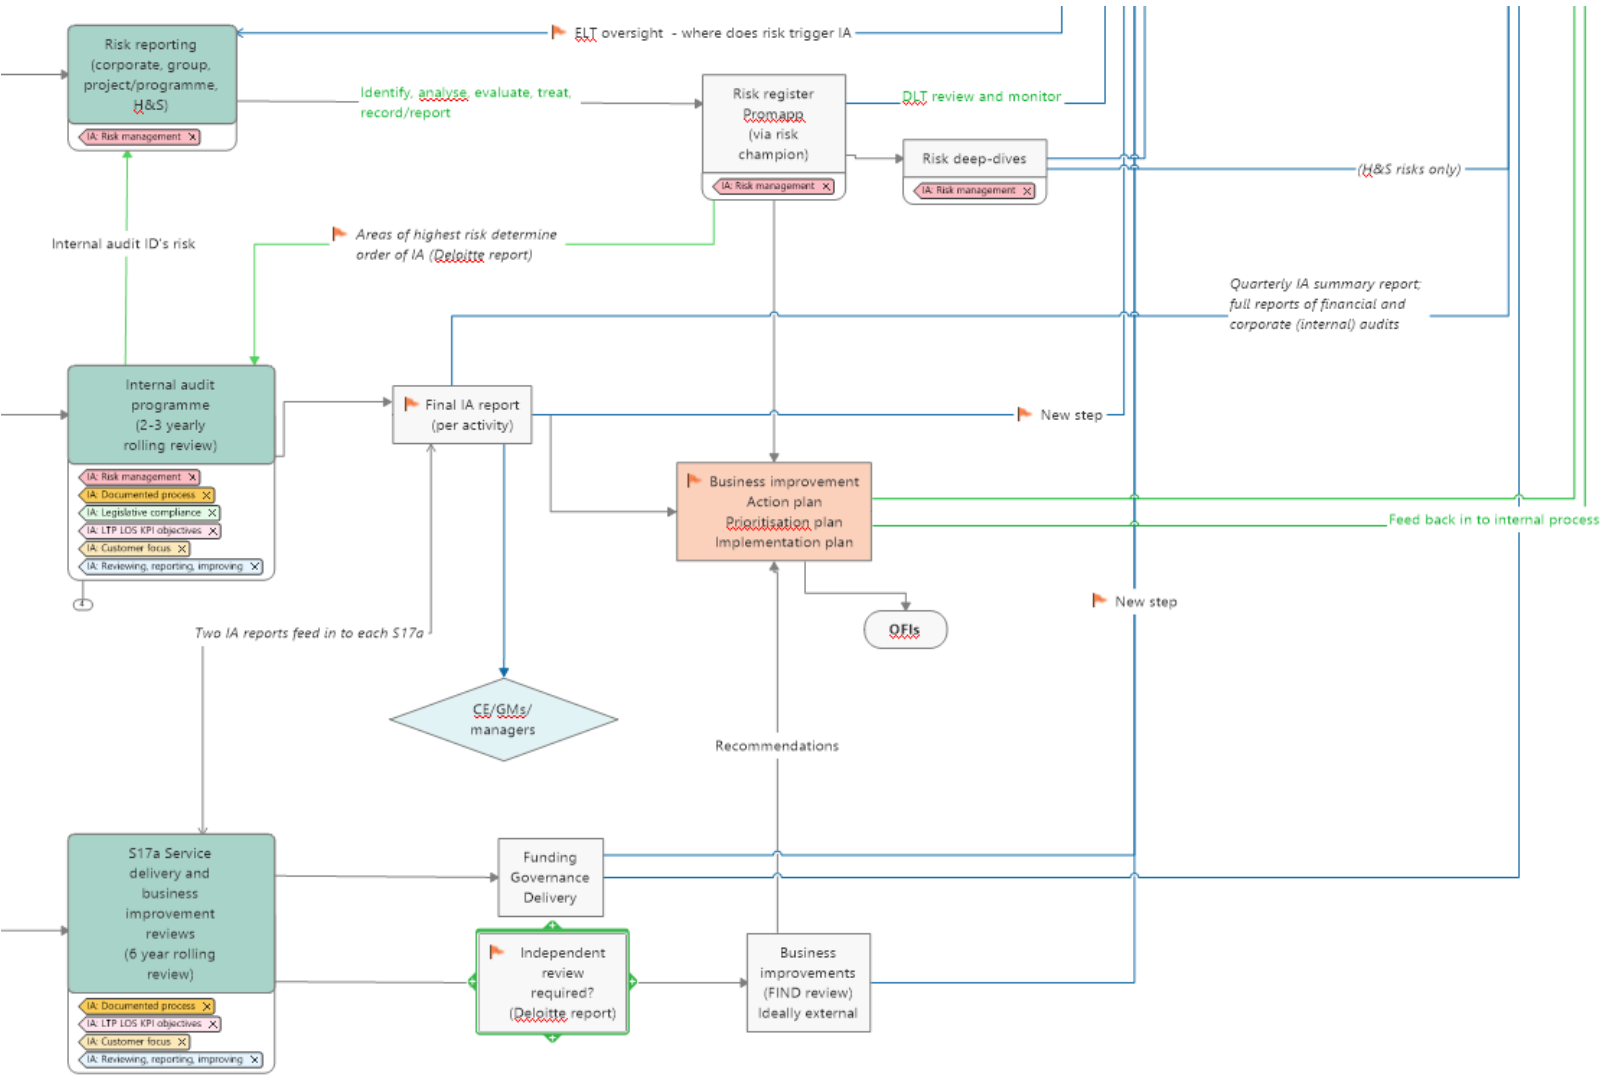 Risk reporting
(corporate, group,
project/programme,
H&S)
IA: Risk management
ELT oversight - where does risk trigger IA
Identify, analyse, evaluate, treat,
record/report
Risk register
Promapp
(via risk
champion)
IA: Risk management
DLT review and monitor
Risk deep-dives
IA: Risk management
(H&S risks only)
Internal audit ID's risk
Areas of highest risk determine
order of IA (Deloitte report)
Quarterly IA summary report;
full reports of financial and
corporate (internal) audits
Internal audit
programme
(2-3 yearly
rolling review)
IA: Risk management
IA: Documented process
IA: Legislative compliance
IA: LTP LOS KPI objectives
IA: Customer focus
IA: Reviewing, reporting, improving
Final IA report
(per activity)
New step
Business improvement
Action plan
Prioritisation plan
Implementation plan
Feed back in to internal process
New step
OFIs
Two IA reports feed in to each S17a
CE/GMs/
managers
Recommendations
S17a Service
delivery and
business
improvement
reviews
(6 year rolling
review)
IA: Documented process
IA: LTP LOS KPI objectives
IA: Customer focus
IA: Reviewing, reporting, improving
Funding
Governance
Delivery
Independent
review
required?
(Deloitte report)
Business
improvements
(FIND review)
Ideally external